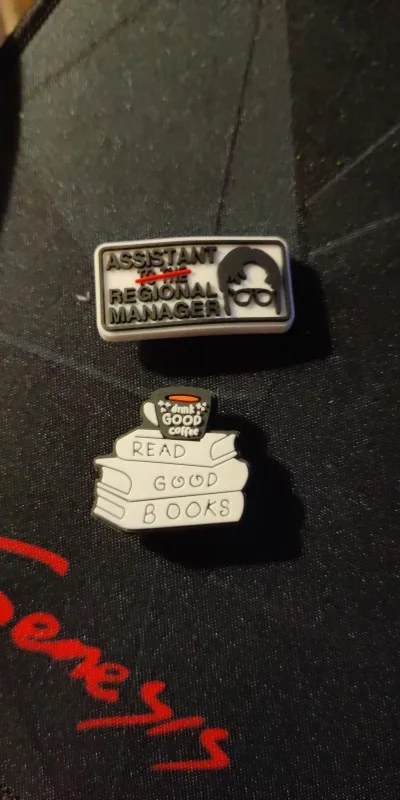 ASSISTANT
TO THE
REGIONAL
MANAGER
drink
GOOD
coffee
READ
GOOD
BOOKS
Genesis